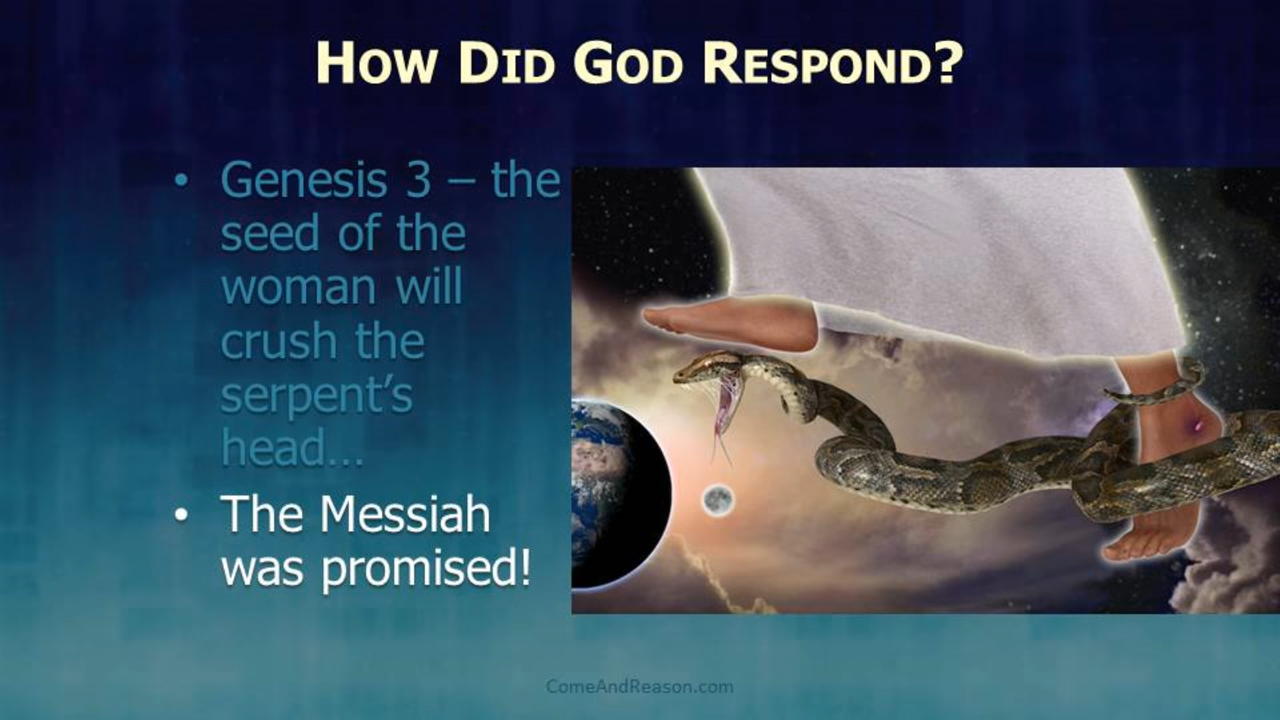 How Did God Respond?
• Genesis 3 – the
seed of the
woman will
crush the
serpent’s
head…
• The Messiah
was promised!
ComeAndReason.com